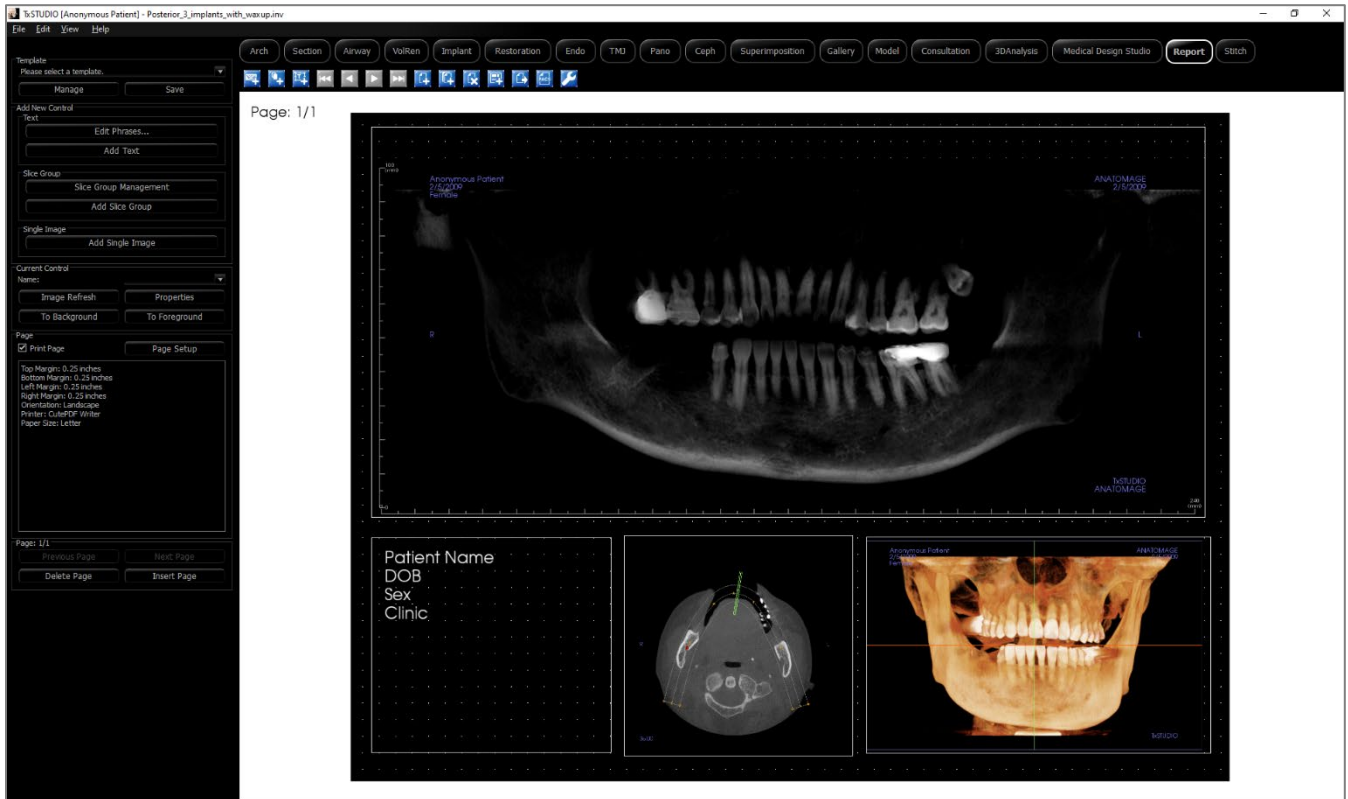 TxSTUDIO [Anonymous Patient] - Posterior_3_implants_with_waxup.inv
File Edit View Help
Arch Section Airway VolRen Implant Restoration Endo TMJ Pano Ceph Superimposition Gallery Model Consultation 3DAnalysis Medical Design Studio Report Stitch
Template
Please select a template.
Manage Save
Add New Control
Text
Edit Phrases...
Add Text
Slice Group
Slice Group Management
Add Slice Group
Single Image
Add Single Image
Current Control
Name:
Image Refresh Properties
To Background To Foreground
Page
Print Page Page Setup
Top Margin: 0.25 inches
Bottom Margin: 0.25 inches
Left Margin: 0.25 inches
Right Margin: 0.25 inches
Orientation: Landscape
Printer: CutePDF Writer
Paper Size: Letter
Page: 1/1
Previous Page Next Page
Delete Page Insert Page
Page: 1/1
Anonymous Patient
2/5/2009
Female
ANATOMAGE
2/5/2009
R
L
TxSTUDIO
ANATOMAGE
240
(mm)
Patient Name
DOB
Sex
Clinic
Anonymous Patient
ANATOMAGE
2/5/2009
TxSTUDIO